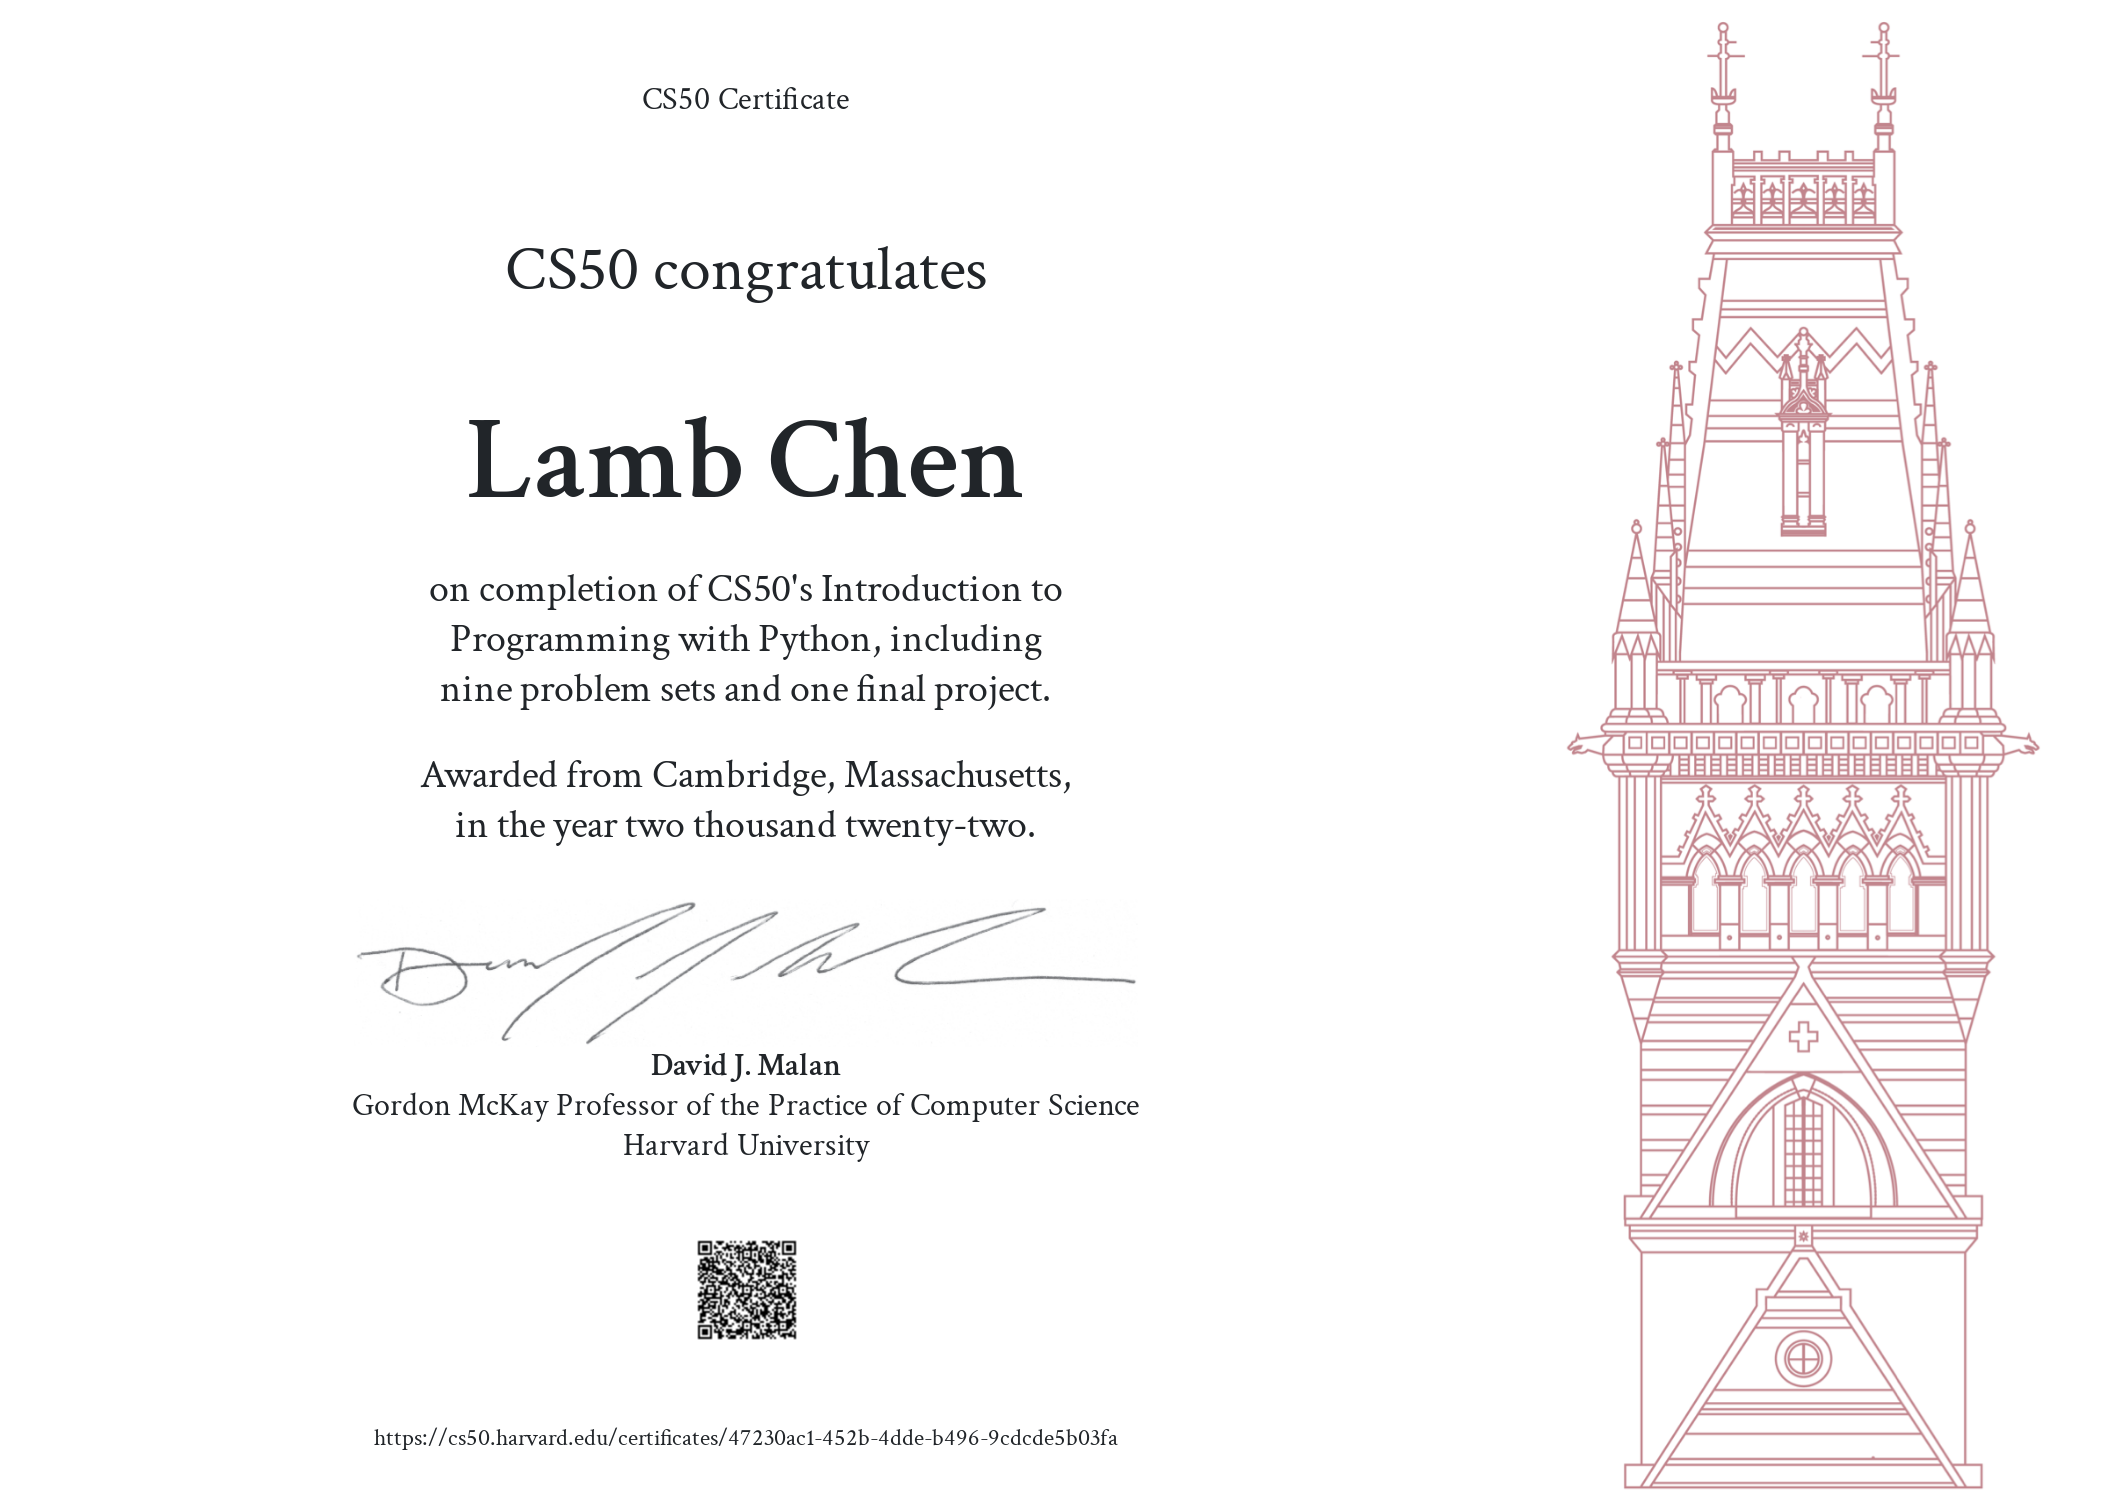 CS50 Certificate
CS50 congratulates
Lamb Chen
on completion of CS50's Introduction to
Programming with Python, including
nine problem sets and one final project.
Awarded from Cambridge, Massachusetts,
in the year two thousand twenty-two.
David J. Malan
Gordon McKay Professor of the Practice of Computer Science
Harvard University
https://cs50.harvard.edu/certificates/47230ac1-452b-4dde-b496-9cdcde5b03fa